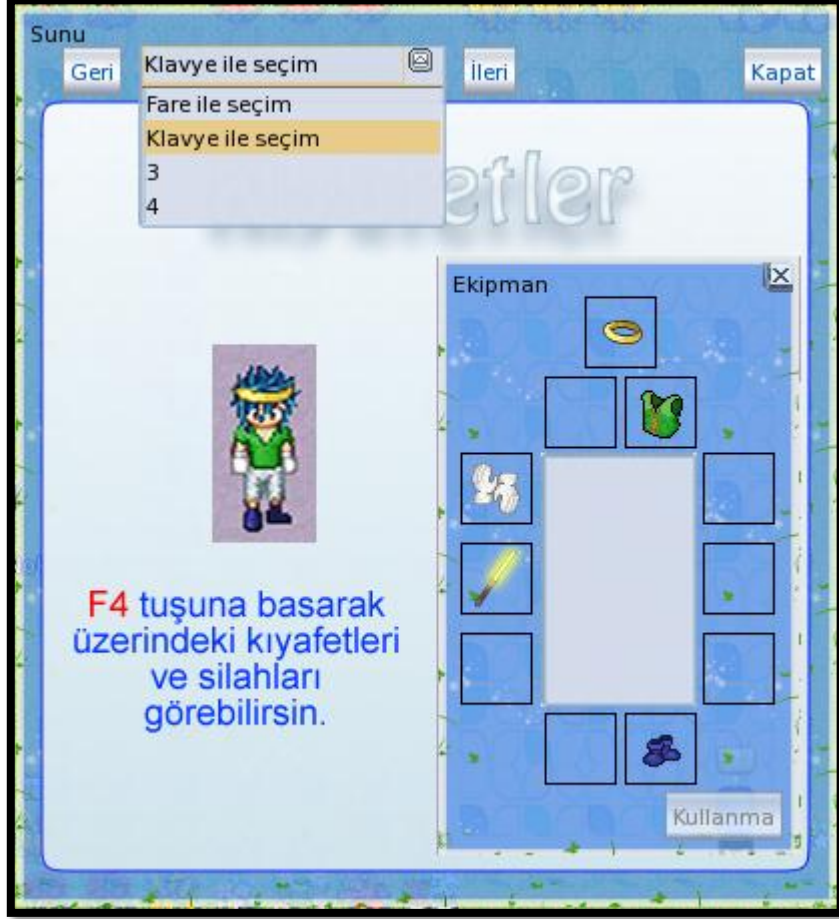 Sunu
Geri
Klavye ile seçim
İleri
Kapat
Fare ile seçim
Klavye ile seçim
3
4
Ekipman
F4 tuşuna basarak
üzerindeki kıyafetleri
ve silahları
görebilirsin.
Kullanma